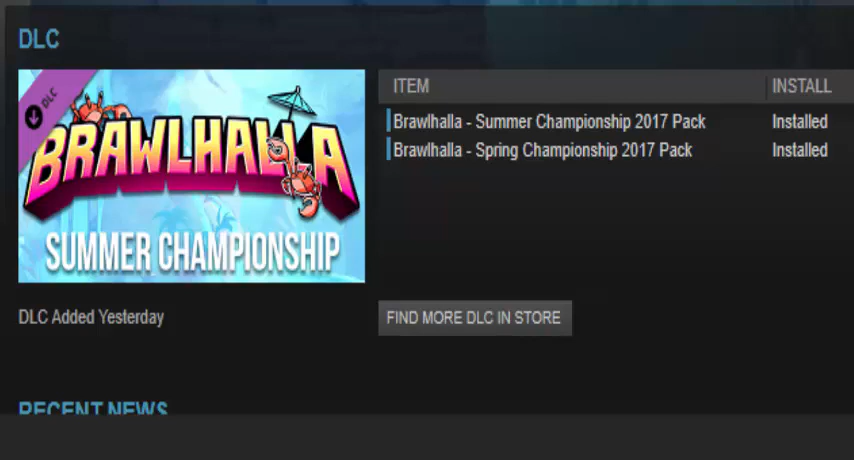 DLC
DLC
BRAWLHALLA
SUMMER CHAMPIONSHIP
ITEM INSTALL
Brawlhalla - Summer Championship 2017 Pack Installed
Brawlhalla - Spring Championship 2017 Pack Installed
DLC Added Yesterday
FIND MORE DLC IN STORE
RECENT NEWS